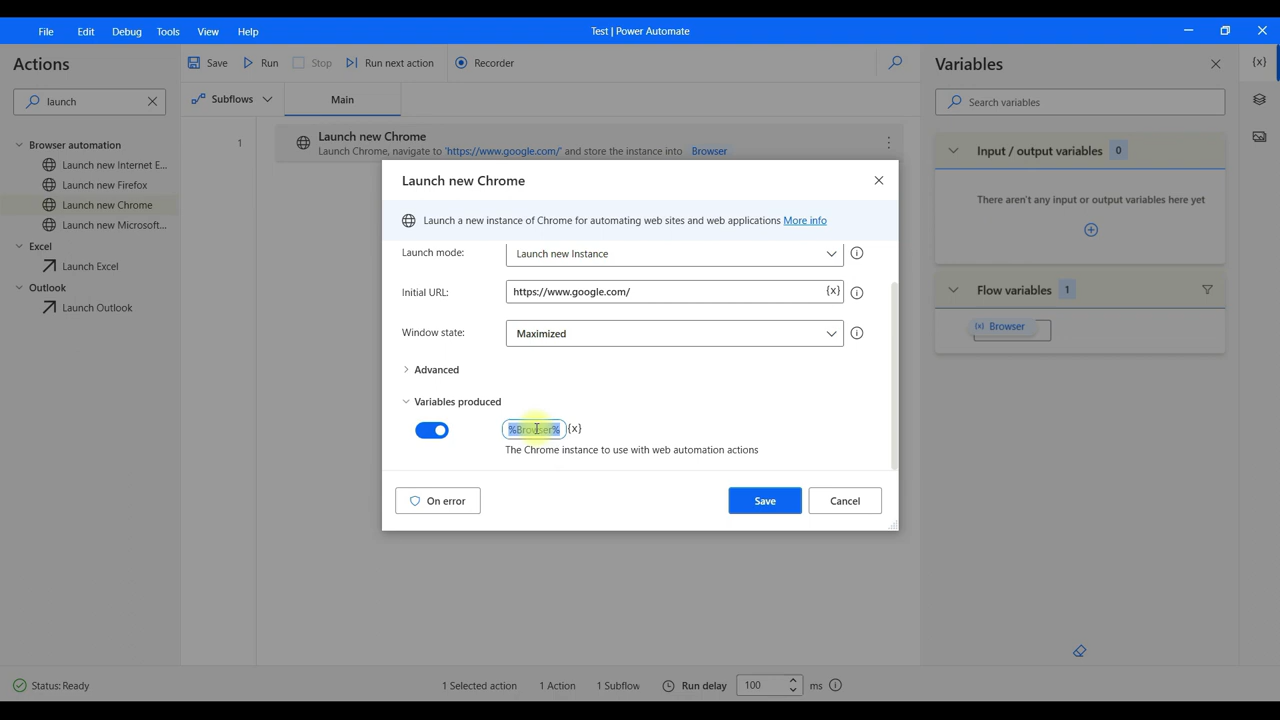 File Edit Debug Tools View Help
Test | Power Automate
Actions
Save Run Stop Run next action Recorder
Variables
{x}
launch
Subflows
Main
Search variables
Browser automation
Launch new Internet E...
Launch new Firefox
Launch new Chrome
Launch new Microsoft...
Excel
Launch Excel
Outlook
Launch Outlook
1
Launch new Chrome
Launch Chrome, navigate to 'https://www.google.com/' and store the instance into Browser
Launch new Chrome
Launch a new instance of Chrome for automating web sites and web applications More info
Launch mode: Launch new Instance
Initial URL: https://www.google.com/ {x}
Window state: Maximized
Advanced
Variables produced
%Browser% {x}
The Chrome instance to use with web automation actions
On error
Save
Cancel
Input / output variables 0
There aren't any input or output variables here yet
Flow variables 1
{x} Browser
Status: Ready
1 Selected action
1 Action
1 Subflow
Run delay 100 ms